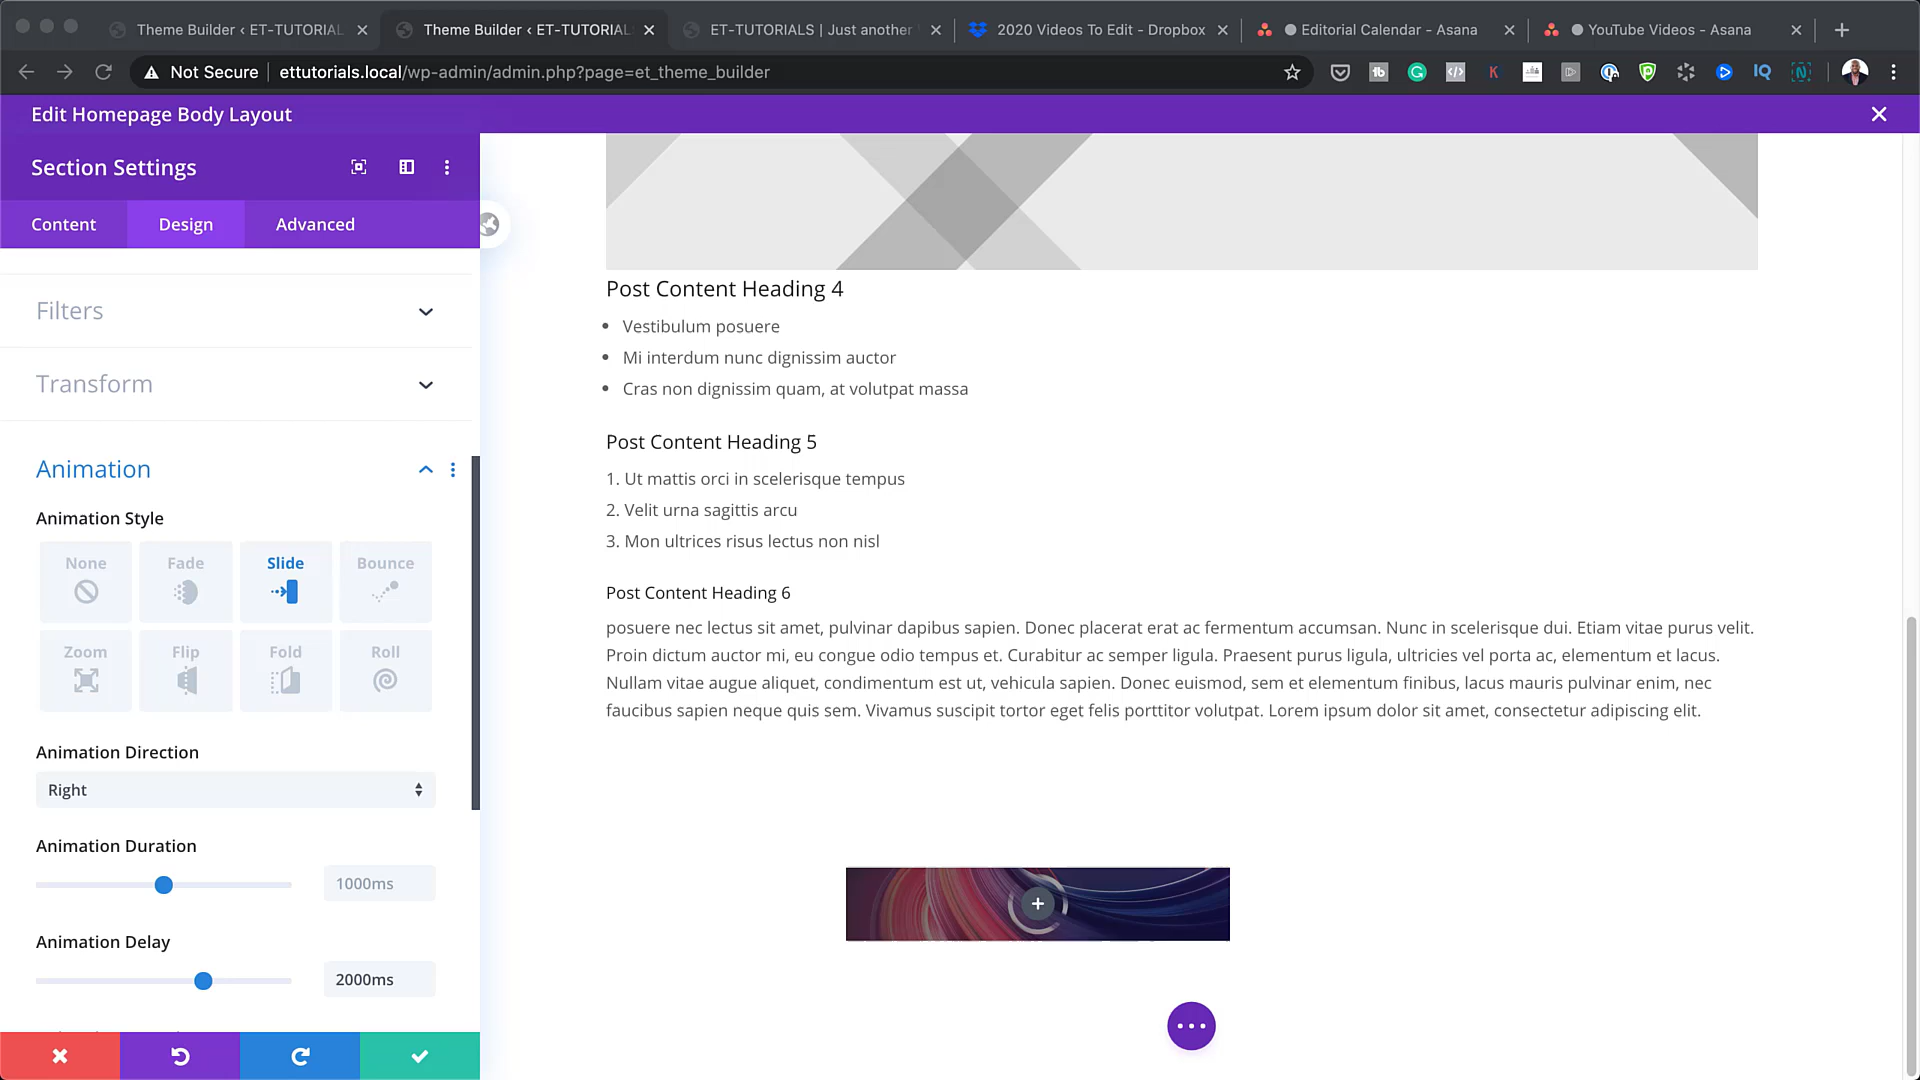 Theme Builder ‹ ET-TUTORIAL
Theme Builder ‹ ET-TUTORIAL
ET-TUTORIALS | Just another
2020 Videos To Edit - Dropbox
Editorial Calendar - Asana
YouTube Videos - Asana
Not Secure
ettutorials.local/wp-admin/admin.php?page=et_theme_builder
Edit Homepage Body Layout
Section Settings
Content
Design
Advanced
Filters
Transform
Animation
Animation Style
None
Fade
Slide
Bounce
Zoom
Flip
Fold
Roll
Animation Direction
Right
Animation Duration
1000ms
Animation Delay
2000ms
Post Content Heading 4
• Vestibulum posuere
• Mi interdum nunc dignissim auctor
• Cras non dignissim quam, at volutpat massa
Post Content Heading 5
1. Ut mattis orci in scelerisque tempus
2. Velit urna sagittis arcu
3. Mon ultrices risus lectus non nisl
Post Content Heading 6
posuere nec lectus sit amet, pulvinar dapibus sapien. Donec placerat erat ac fermentum accumsan. Nunc in scelerisque dui. Etiam vitae purus velit.
Proin dictum auctor mi, eu congue odio tempus et. Curabitur ac semper ligula. Praesent purus ligula, ultricies vel porta ac, elementum et lacus.
Nullam vitae augue aliquet, condimentum est ut, vehicula sapien. Donec euismod, sem et elementum finibus, lacus mauris pulvinar enim, nec
faucibus sapien neque quis sem. Vivamus suscipit tortor eget felis porttitor volutpat. Lorem ipsum dolor sit amet, consectetur adipiscing elit.